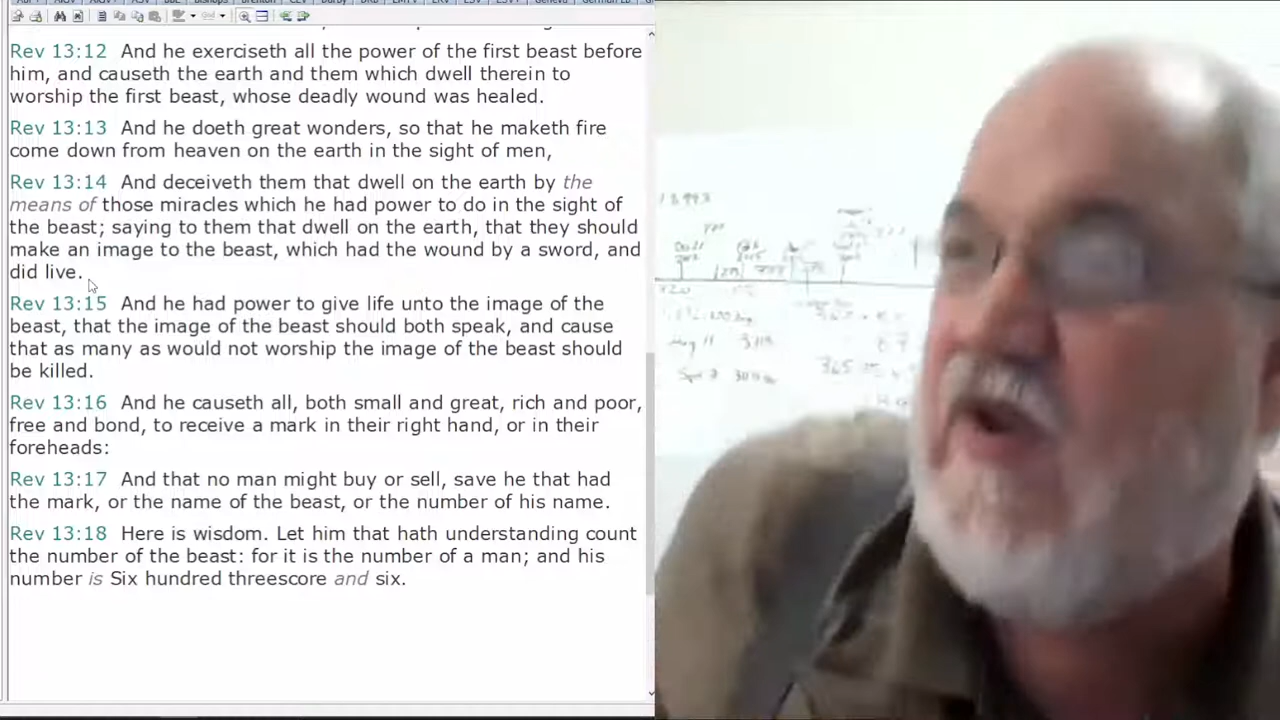 Rev 13:12 And he exerciseth all the power of the first beast before
him, and causeth the earth and them which dwell therein to
worship the first beast, whose deadly wound was healed.
Rev 13:13 And he doeth great wonders, so that he maketh fire
come down from heaven on the earth in the sight of men,
Rev 13:14 And deceiveth them that dwell on the earth by the
means of those miracles which he had power to do in the sight of
the beast; saying to them that dwell on the earth, that they should
make an image to the beast, which had the wound by a sword, and
did live.
Rev 13:15 And he had power to give life unto the image of the
beast, that the image of the beast should both speak, and cause
that as many as would not worship the image of the beast should
be killed.
Rev 13:16 And he causeth all, both small and great, rich and poor,
free and bond, to receive a mark in their right hand, or in their
foreheads:
Rev 13:17 And that no man might buy or sell, save he that had
the mark, or the name of the beast, or the number of his name.
Rev 13:18 Here is wisdom. Let him that hath understanding count
the number of the beast: for it is the number of a man; and his
number is Six hundred threescore and six.